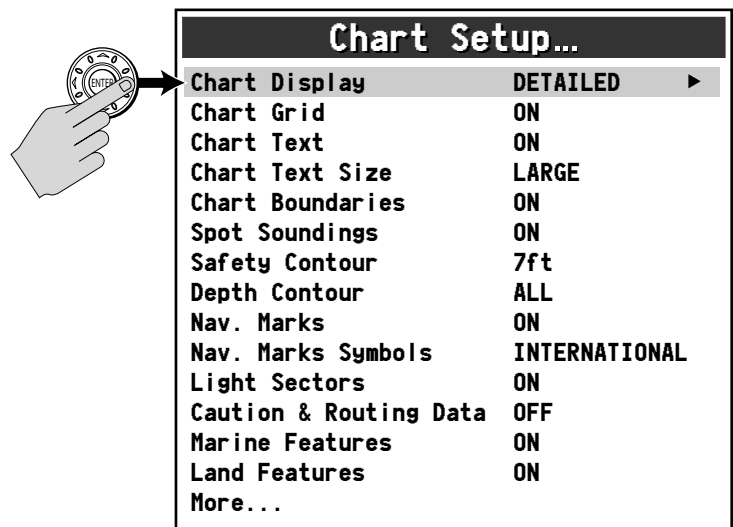 Chart Setup...
ENTER
Chart Display DETAILED
Chart Grid ON
Chart Text ON
Chart Text Size LARGE
Chart Boundaries ON
Spot Soundings ON
Safety Contour 7ft
Depth Contour ALL
Nav. Marks ON
Nav. Marks Symbols INTERNATIONAL
Light Sectors ON
Caution & Routing Data OFF
Marine Features ON
Land Features ON
More...